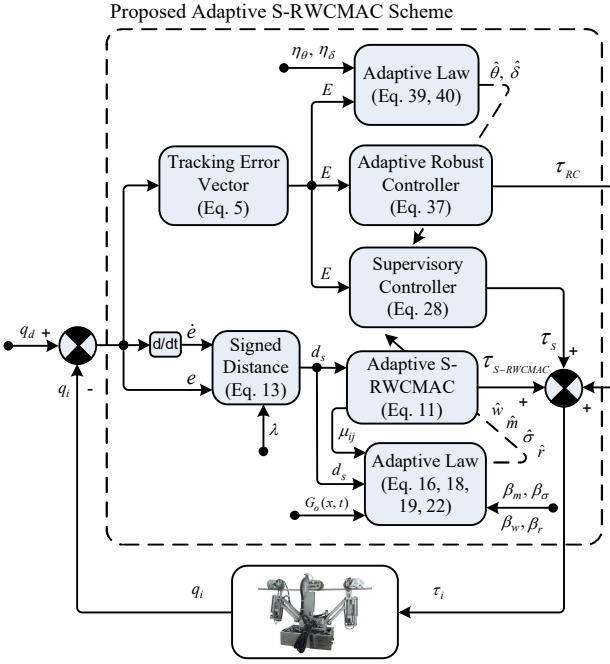 Proposed Adaptive S-RWCMAC Scheme
η_θ, η_δ
Adaptive Law
(Eq. 39, 40)
θ̂, δ̂
E
Tracking Error
Vector
(Eq. 5)
E
Adaptive Robust
Controller
(Eq. 37)
τ_RC
E
Supervisory
Controller
(Eq. 28)
τ_S
q_d +
d/dt
ė
Signed
Distance
(Eq. 13)
d_s
Adaptive S-
RWCMAC
(Eq. 11)
τ_S−RWCMAC
+
+
+
q_i
-
e
λ
μ_ij
ŵ m̂
σ̂
r̂
d_s
Adaptive Law
(Eq. 16, 18,
19, 22)
G_o(x,t)
β_m, β_σ
β_w, β_r
q_i
τ_i